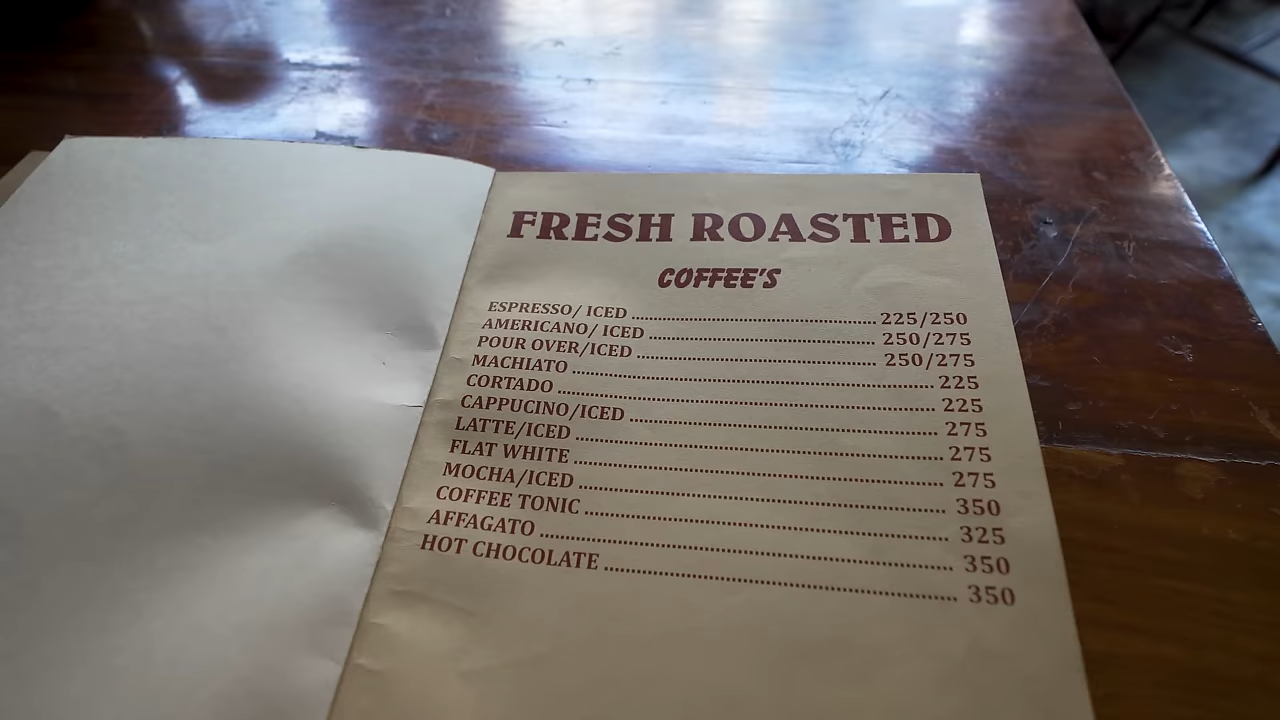 FRESH ROASTED
COFFEE'S
ESPRESSO/ ICED ........................................ 225/250
AMERICANO/ ICED ........................................ 250/275
POUR OVER/ICED ........................................ 250/275
MACHIATO ........................................ 225
CORTADO ........................................ 225
CAPPUCINO/ICED ........................................ 275
LATTE/ICED ........................................ 275
FLAT WHITE ........................................ 275
MOCHA/ICED ........................................ 350
COFFEE TONIC ........................................ 325
AFFAGATO ........................................ 350
HOT CHOCOLATE ........................................ 350